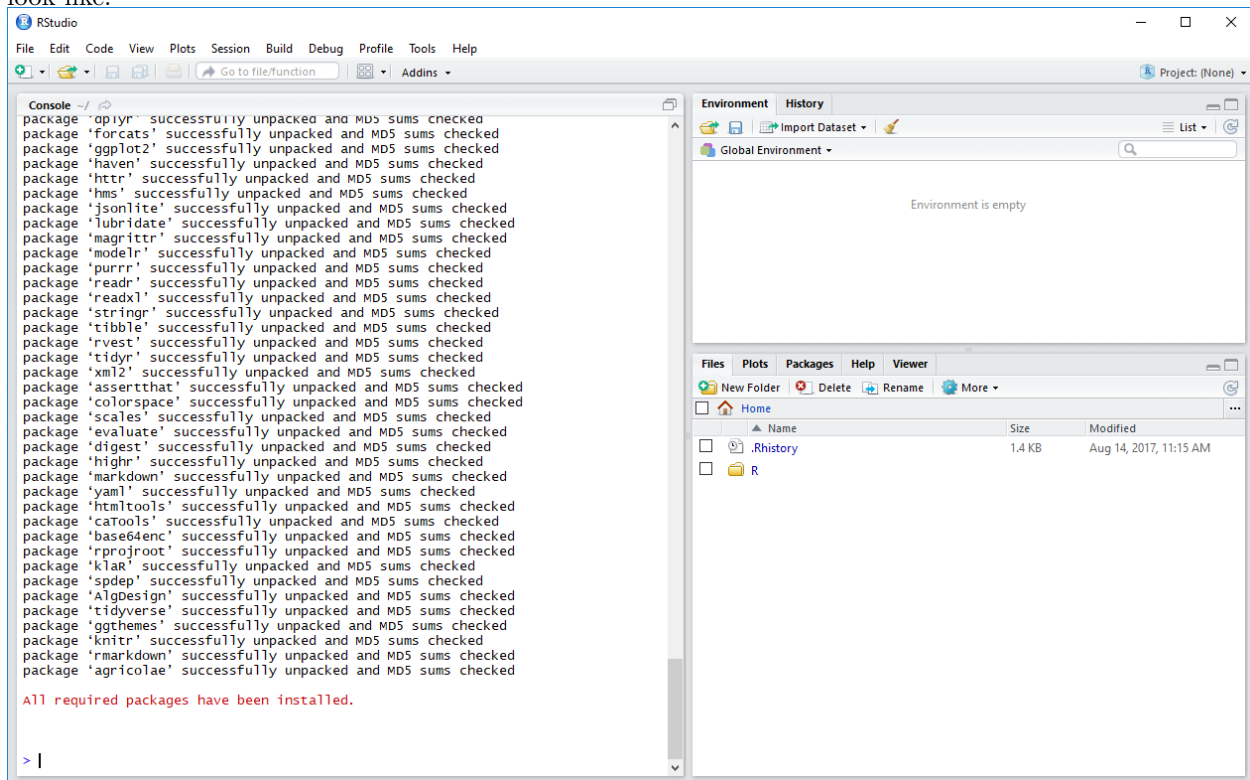 look like:
RStudio
File Edit Code View Plots Session Build Debug Profile Tools Help
Go to file/function Addins Project: (None)
Console ~/
package ‘dplyr’ successfully unpacked and MD5 sums checked
package ‘forcats’ successfully unpacked and MD5 sums checked
package ‘ggplot2’ successfully unpacked and MD5 sums checked
package ‘haven’ successfully unpacked and MD5 sums checked
package ‘httr’ successfully unpacked and MD5 sums checked
package ‘hms’ successfully unpacked and MD5 sums checked
package ‘jsonlite’ successfully unpacked and MD5 sums checked
package ‘lubridate’ successfully unpacked and MD5 sums checked
package ‘magrittr’ successfully unpacked and MD5 sums checked
package ‘modelr’ successfully unpacked and MD5 sums checked
package ‘purrr’ successfully unpacked and MD5 sums checked
package ‘readr’ successfully unpacked and MD5 sums checked
package ‘readxl’ successfully unpacked and MD5 sums checked
package ‘stringr’ successfully unpacked and MD5 sums checked
package ‘tibble’ successfully unpacked and MD5 sums checked
package ‘rvest’ successfully unpacked and MD5 sums checked
package ‘tidyr’ successfully unpacked and MD5 sums checked
package ‘xml2’ successfully unpacked and MD5 sums checked
package ‘assertthat’ successfully unpacked and MD5 sums checked
package ‘colorspace’ successfully unpacked and MD5 sums checked
package ‘scales’ successfully unpacked and MD5 sums checked
package ‘evaluate’ successfully unpacked and MD5 sums checked
package ‘digest’ successfully unpacked and MD5 sums checked
package ‘highr’ successfully unpacked and MD5 sums checked
package ‘markdown’ successfully unpacked and MD5 sums checked
package ‘yaml’ successfully unpacked and MD5 sums checked
package ‘htmltools’ successfully unpacked and MD5 sums checked
package ‘caTools’ successfully unpacked and MD5 sums checked
package ‘base64enc’ successfully unpacked and MD5 sums checked
package ‘rprojroot’ successfully unpacked and MD5 sums checked
package ‘klaR’ successfully unpacked and MD5 sums checked
package ‘spdep’ successfully unpacked and MD5 sums checked
package ‘AlgDesign’ successfully unpacked and MD5 sums checked
package ‘tidyverse’ successfully unpacked and MD5 sums checked
package ‘ggthemes’ successfully unpacked and MD5 sums checked
package ‘knitr’ successfully unpacked and MD5 sums checked
package ‘rmarkdown’ successfully unpacked and MD5 sums checked
package ‘agricolae’ successfully unpacked and MD5 sums checked
All required packages have been installed.
>
Environment History
Import Dataset List
Global Environment
Environment is empty
Files Plots Packages Help Viewer
New Folder Delete Rename More
Home ...
Name Size Modified
.Rhistory 1.4 KB Aug 14, 2017, 11:15 AM
R